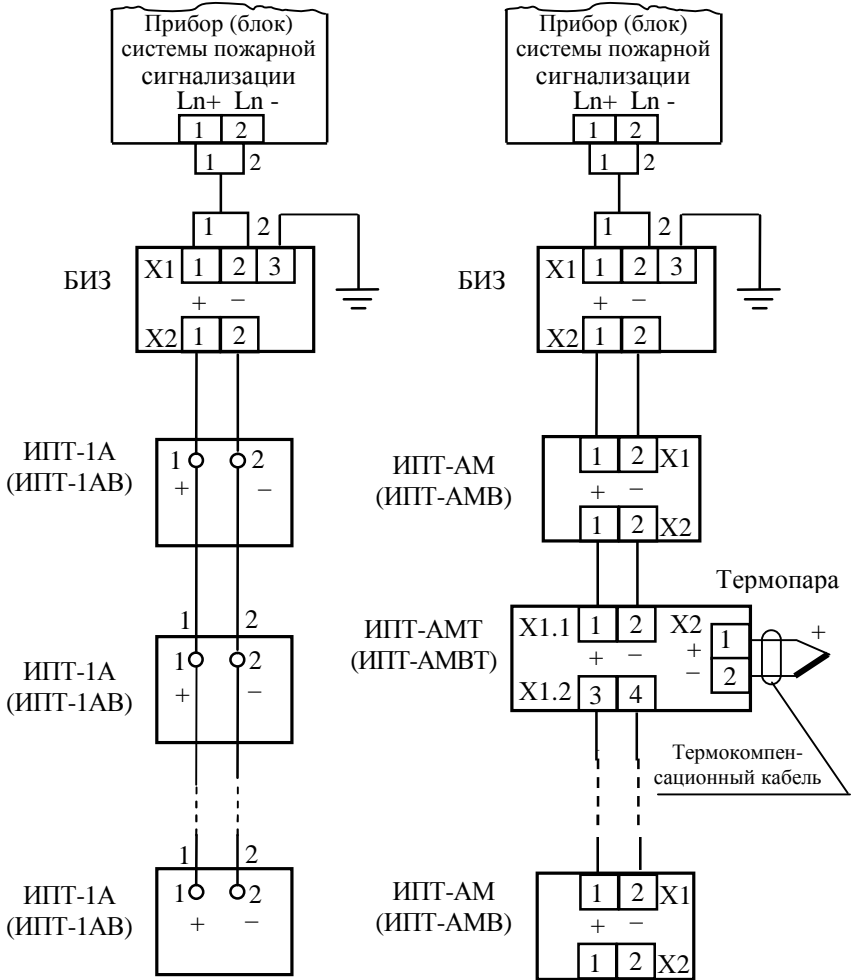 Прибор (блок)
системы пожарной
сигнализации
Ln+ Ln -
1 2
1 2
1 2
БИЗ
X1 1 2 3
+ −
X2 1 2
ИПТ-1А
(ИПТ-1АВ)
1 2
+ −
1 2
ИПТ-1А
(ИПТ-1АВ)
1 2
+ −
1 2
ИПТ-1А
(ИПТ-1АВ)
1 2
+ −
Прибор (блок)
системы пожарной
сигнализации
Ln+ Ln -
1 2
1 2
1 2
БИЗ
X1 1 2 3
+ −
X2 1 2
ИПТ-АМ
(ИПТ-АМВ)
1 2 X1
+ −
1 2 X2
Термопара
ИПТ-АМТ
(ИПТ-АМВТ)
X1.1 1 2
+ −
X1.2 3 4
X2
+ 1
− 2
+
Термокомпен-
сационный кабель
ИПТ-АМ
(ИПТ-АМВ)
1 2 X1
+ −
1 2 X2